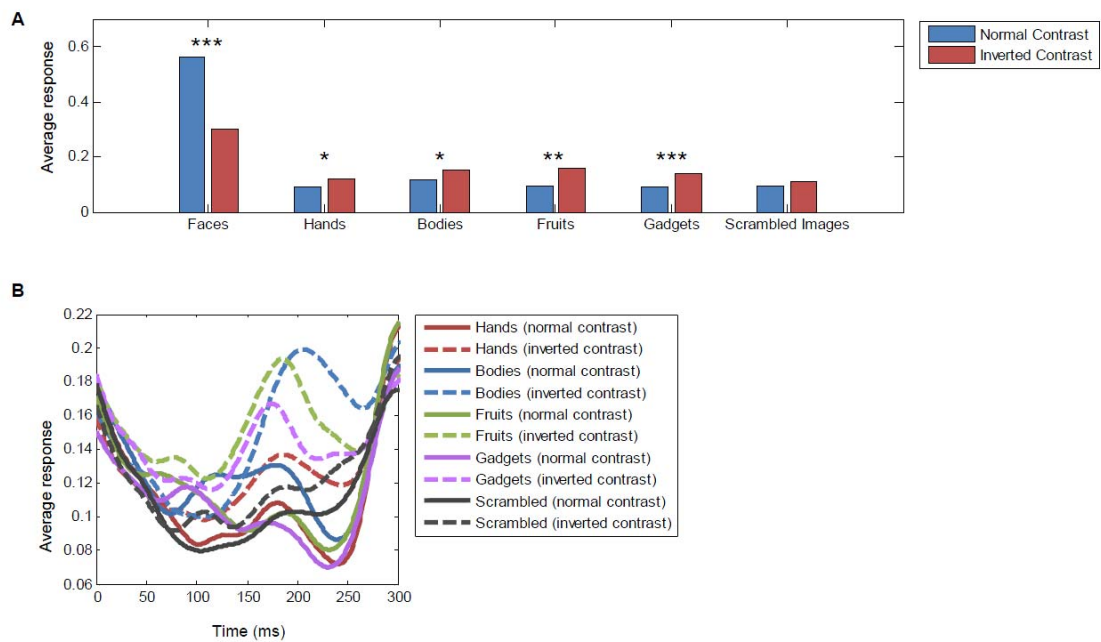 A
Average response
0.6
0.4
0.2
0
***
*
*
**
***
Faces
Hands
Bodies
Fruits
Gadgets
Scrambled Images
Normal Contrast
Inverted Contrast
B
Average response
0.22
0.2
0.18
0.16
0.14
0.12
0.1
0.08
0.06
0
50
100
150
200
250
300
Time (ms)
Hands (normal contrast)
Hands (inverted contrast)
Bodies (normal contrast)
Bodies (inverted contrast)
Fruits (normal contrast)
Fruits (inverted contrast)
Gadgets (normal contrast)
Gadgets (inverted contrast)
Scrambled (normal contrast)
Scrambled (inverted contrast)